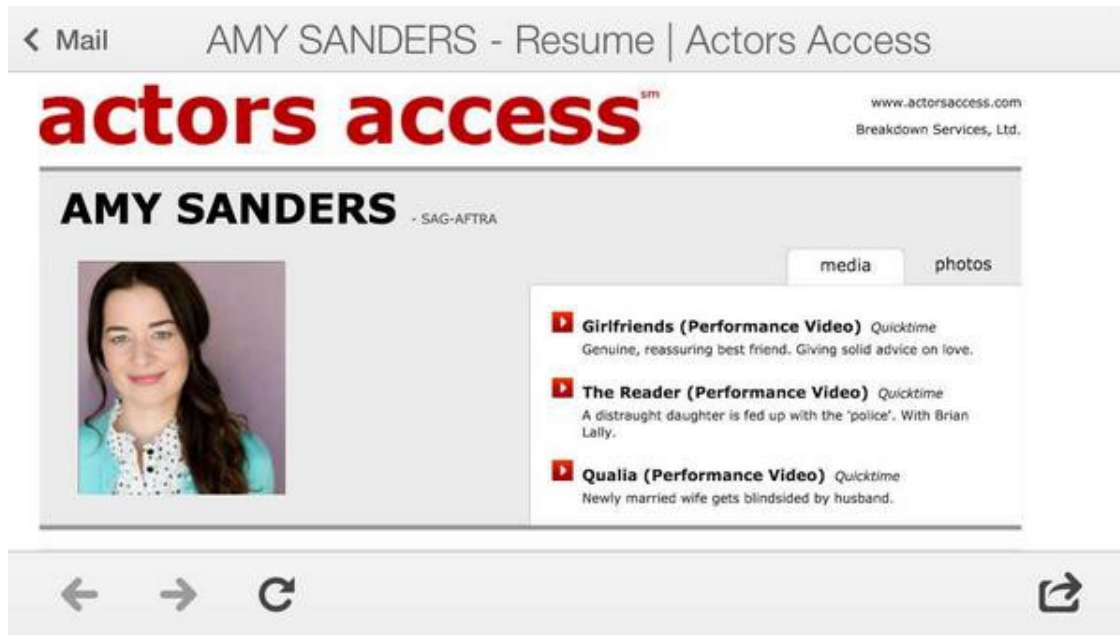 Mail
AMY SANDERS - Resume | Actors Access
actors access℠
www.actorsaccess.com
Breakdown Services, Ltd.
AMY SANDERS - SAG-AFTRA
media
photos
Girlfriends (Performance Video) Quicktime
Genuine, reassuring best friend. Giving solid advice on love.
The Reader (Performance Video) Quicktime
A distraught daughter is fed up with the 'police'. With Brian
Lally.
Qualia (Performance Video) Quicktime
Newly married wife gets blindsided by husband.